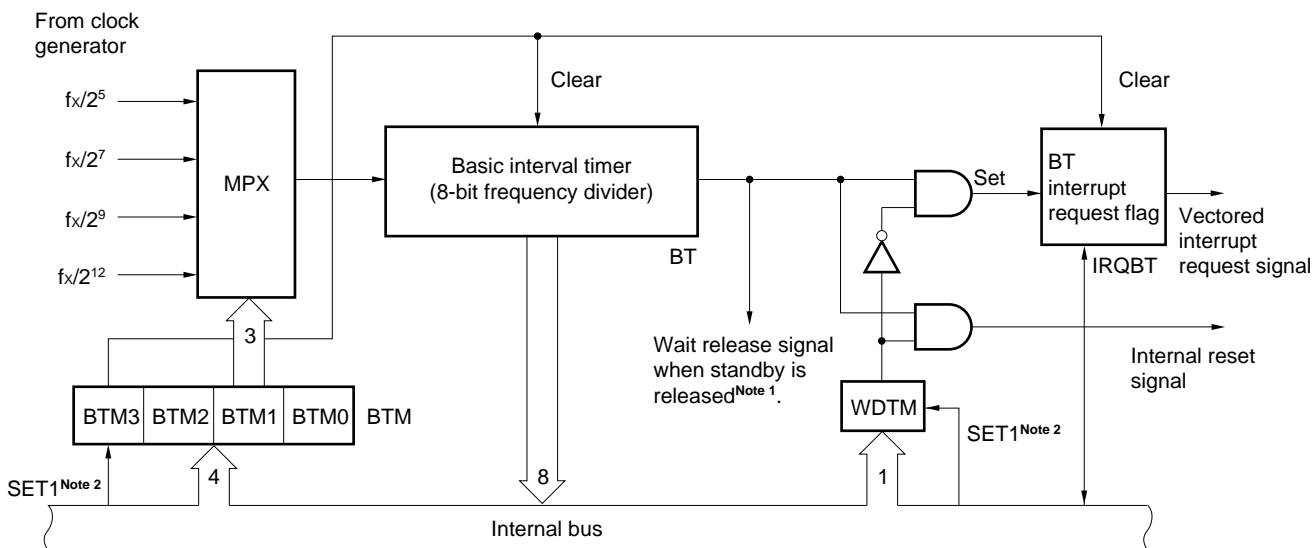 From clock
generator
fX/2⁵
fX/2⁷
fX/2⁹
fX/2¹²
MPX
Clear
Basic interval timer
(8-bit frequency divider)
BT
Wait release signal
when standby is
released Note 1.
Set
Clear
BT
interrupt
request flag
IRQBT
Vectored
interrupt
request signal
Internal reset
signal
3
BTM3 BTM2 BTM1 BTM0 BTM
WDTM
SET1 Note 2
SET1 Note 2
4
8
1
Internal bus